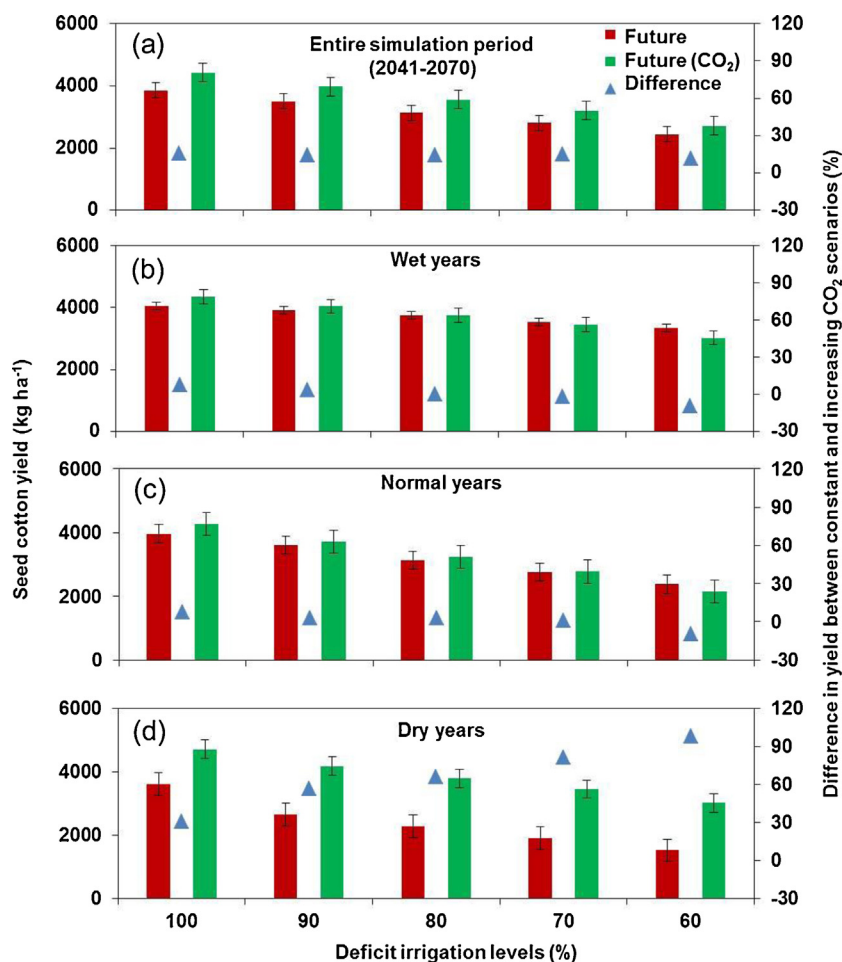 (a)
Entire simulation period
(2041-2070)
Future
Future (CO₂)
Difference
6000
4000
2000
0
120
90
60
30
0
-30
(b)
Wet years
6000
4000
2000
0
120
90
60
30
0
-30
(c)
Normal years
6000
4000
2000
0
120
90
60
30
0
-30
(d)
Dry years
6000
4000
2000
0
120
90
60
30
0
-30
100 90 80 70 60
Deficit irrigation levels (%)
Seed cotton yield (kg ha⁻¹)
Difference in yield between constant and increasing CO₂ scenarios (%)